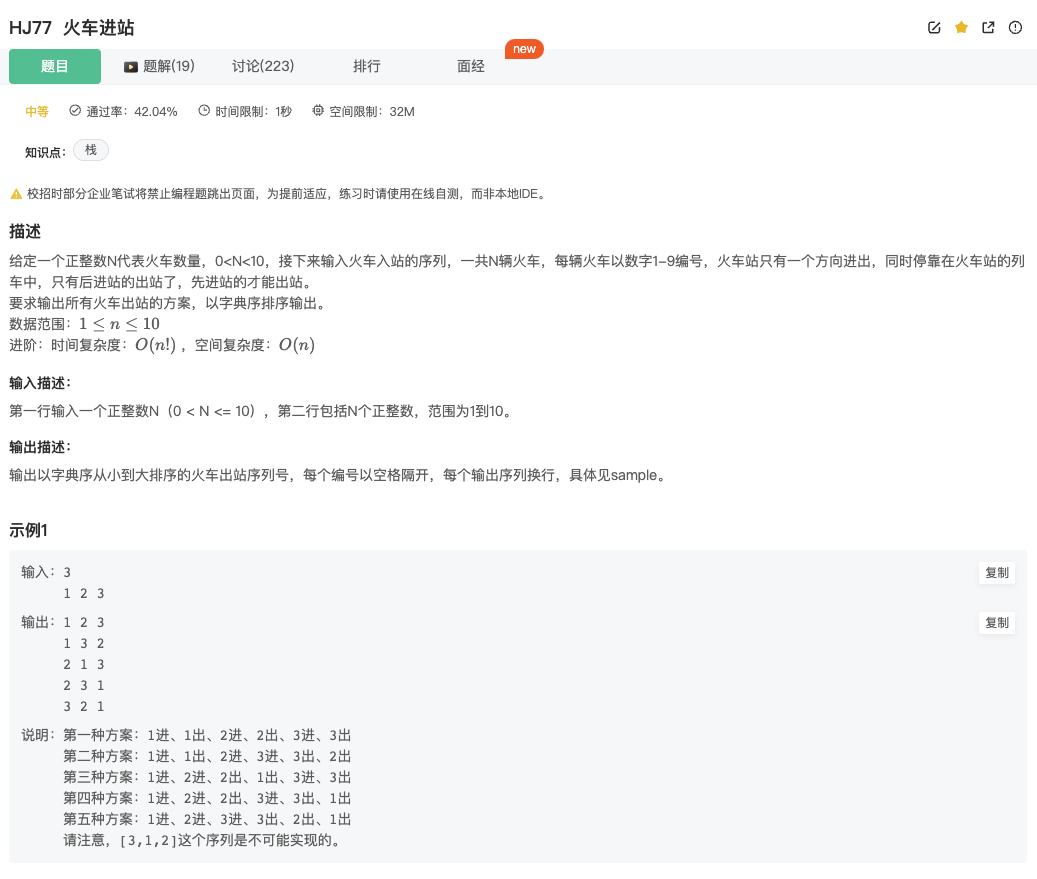 HJ77 火车进站
题目 题解(19) 讨论(223) 排行 面经 new
中等 通过率：42.04% 时间限制：1秒 空间限制：32M
知识点： 栈
校招时部分企业笔试将禁止编程题跳出页面，为提前适应，练习时请使用在线自测，而非本地IDE。
描述
给定一个正整数N代表火车数量，0<N<10，接下来输入火车入站的序列，一共N辆火车，每辆火车以数字1-9编号，火车站只有一个方向进出，同时停靠在火车站的列
车中，只有后进站的出站了，先进站的才能出站。
要求输出所有火车出站的方案，以字典序排序输出。
数据范围：1 ≤ n ≤ 10
进阶：时间复杂度：O(n!) ，空间复杂度：O(n)
输入描述：
第一行输入一个正整数N（0 < N <= 10），第二行包括N个正整数，范围为1到10。
输出描述：
输出以字典序从小到大排序的火车出站序列号，每个编号以空格隔开，每个输出序列换行，具体见sample。
示例1
输入：3 复制
1 2 3
输出：1 2 3 复制
1 3 2
2 1 3
2 3 1
3 2 1
说明：第一种方案：1进、1出、2进、2出、3进、3出
第二种方案：1进、1出、2进、3进、3出、2出
第三种方案：1进、2进、2出、1出、3进、3出
第四种方案：1进、2进、2出、3进、3出、1出
第五种方案：1进、2进、3进、3出、2出、1出
请注意，[3,1,2]这个序列是不可能实现的。